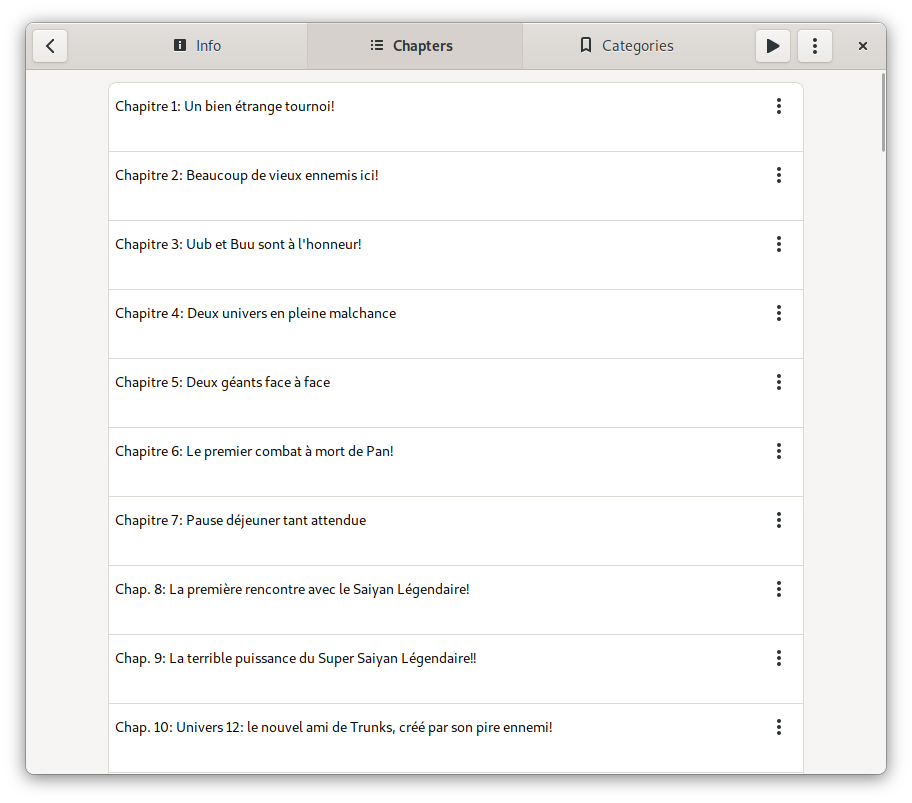 Info
Chapters
Categories
Chapitre 1: Un bien étrange tournoi!
Chapitre 2: Beaucoup de vieux ennemis ici!
Chapitre 3: Uub et Buu sont à l'honneur!
Chapitre 4: Deux univers en pleine malchance
Chapitre 5: Deux géants face à face
Chapitre 6: Le premier combat à mort de Pan!
Chapitre 7: Pause déjeuner tant attendue
Chap. 8: La première rencontre avec le Saiyan Légendaire!
Chap. 9: La terrible puissance du Super Saiyan Légendaire!!
Chap. 10: Univers 12: le nouvel ami de Trunks, créé par son pire ennemi!